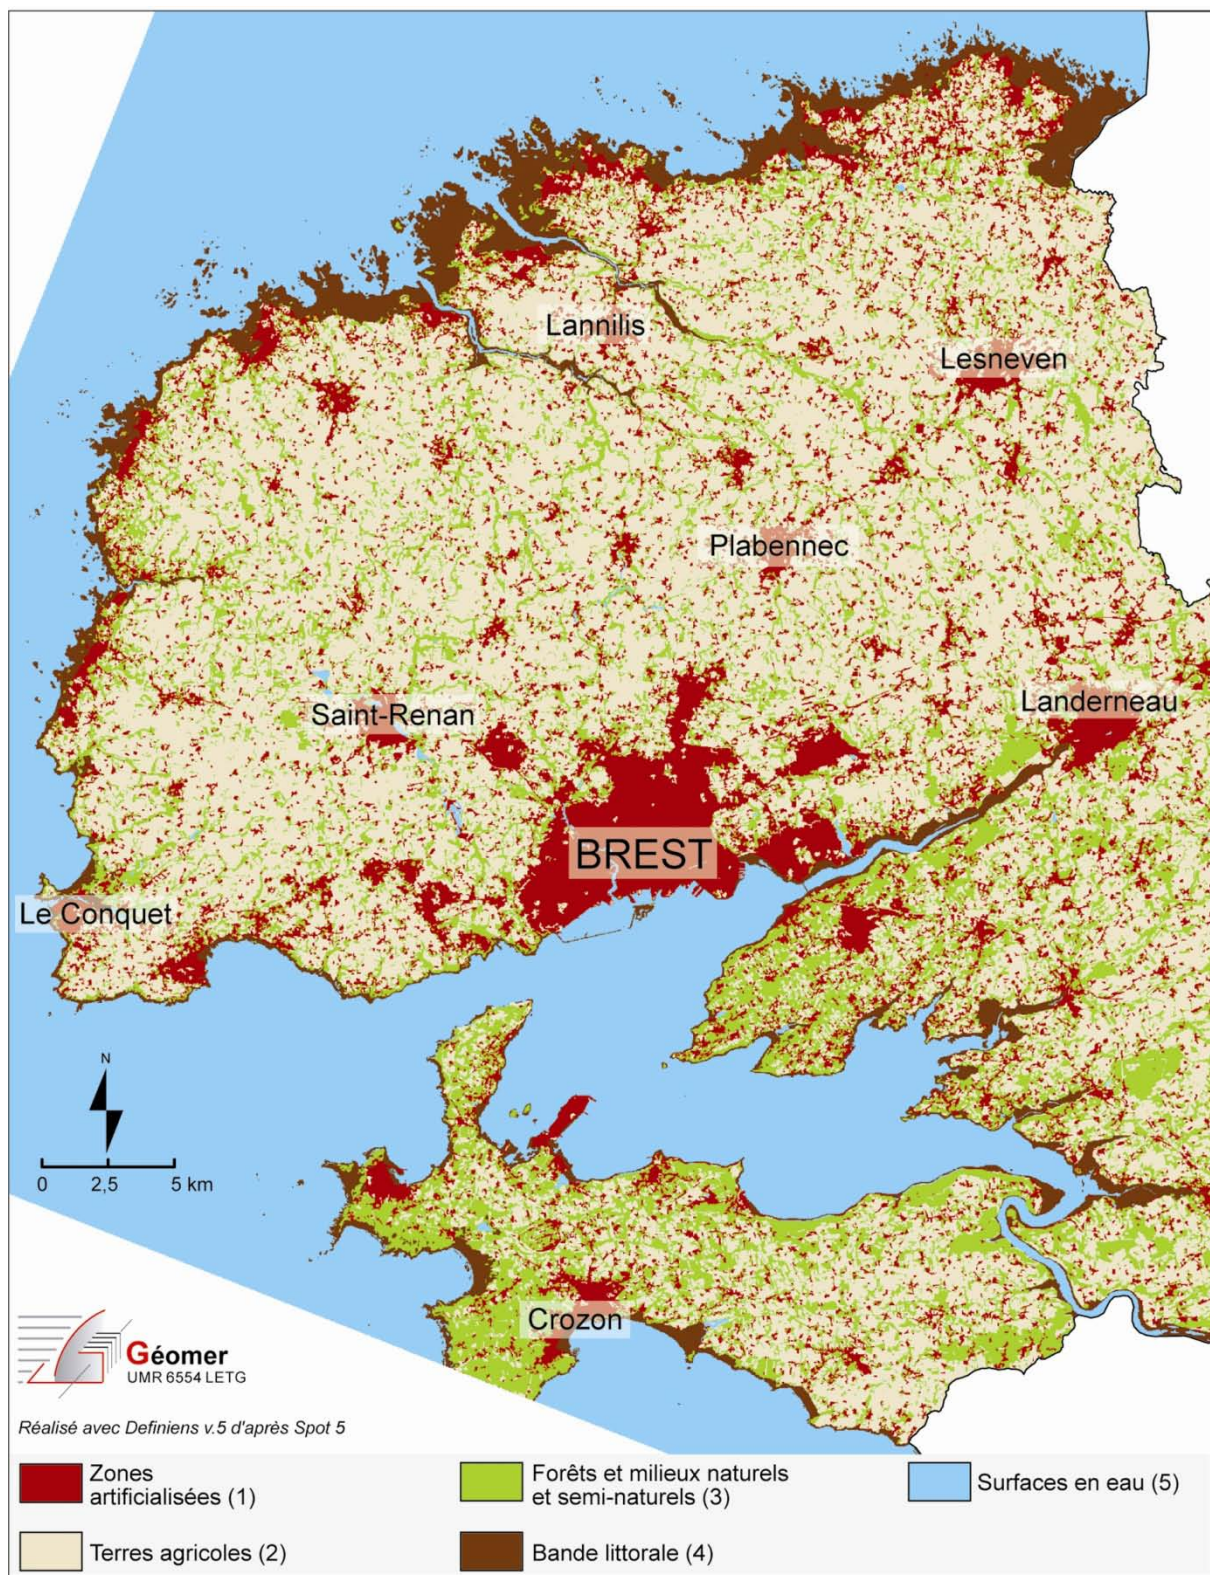 Lannilis
Lesneven
Plabennec
Saint-Renan
Landerneau
BREST
Le Conquet
N
0 2,5 5 km
Crozon
Géomer
UMR 6554 LETG
Réalisé avec Definiens v.5 d'après Spot 5
Zones
artificialisées (1)
Forêts et milieux naturels
et semi-naturels (3)
Surfaces en eau (5)
Terres agricoles (2)
Bande littorale (4)